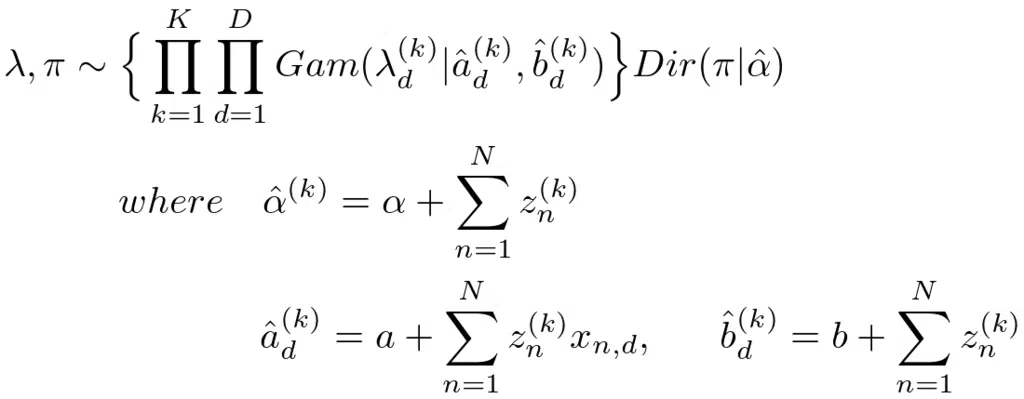 λ, π ∼ { ∏_{k=1}^{K} ∏_{d=1}^{D} Gam(λ_d^{(k)} | â_d^{(k)}, b̂_d^{(k)}) } Dir(π|α̂)
where α̂^{(k)} = α + ∑_{n=1}^{N} z_n^{(k)}
â_d^{(k)} = a + ∑_{n=1}^{N} z_n^{(k)} x_{n,d}, b̂_d^{(k)} = b + ∑_{n=1}^{N} z_n^{(k)}